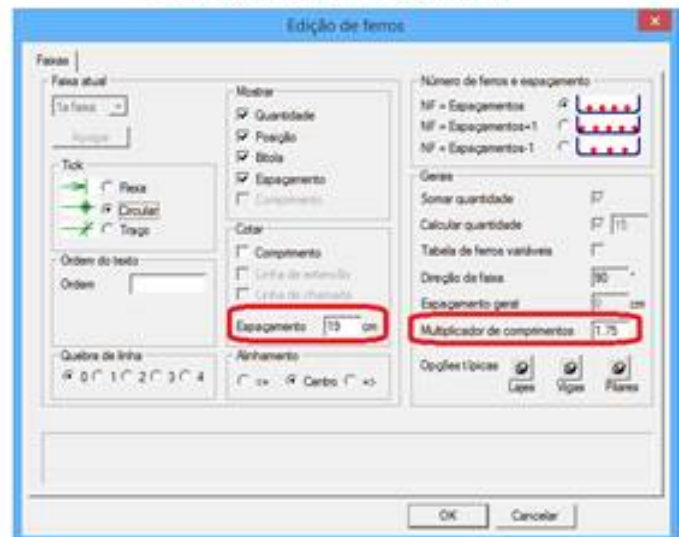 Edição de ferros
Faixas
Faixa atual
1a faixa
Apagar
Tick
Flexa
Circular
Traço
Ordem do texto
Ordem
Quebra de linha
0 1 2 3 4
Mostrar
Quantidade
Posição
Bitola
Espaçamento
Comprimento
Cotar
Comprimento
Linha de extensão
Linha de chamada
Espaçamento 19 cm
Alinhamento
<= Centro =>
Número de ferros e espaçamento
NF = Espaçamentos
NF = Espaçamentos+1
NF = Espaçamentos-1
Gerais
Somar quantidade
Calcular quantidade 15
Tabela de ferros variáveis
Direção da faixa 90 °
Espaçamento geral 0 cm
Multiplicador de comprimentos 1.75
Opções típicas
Lajes Vigas Pilares
OK Cancelar